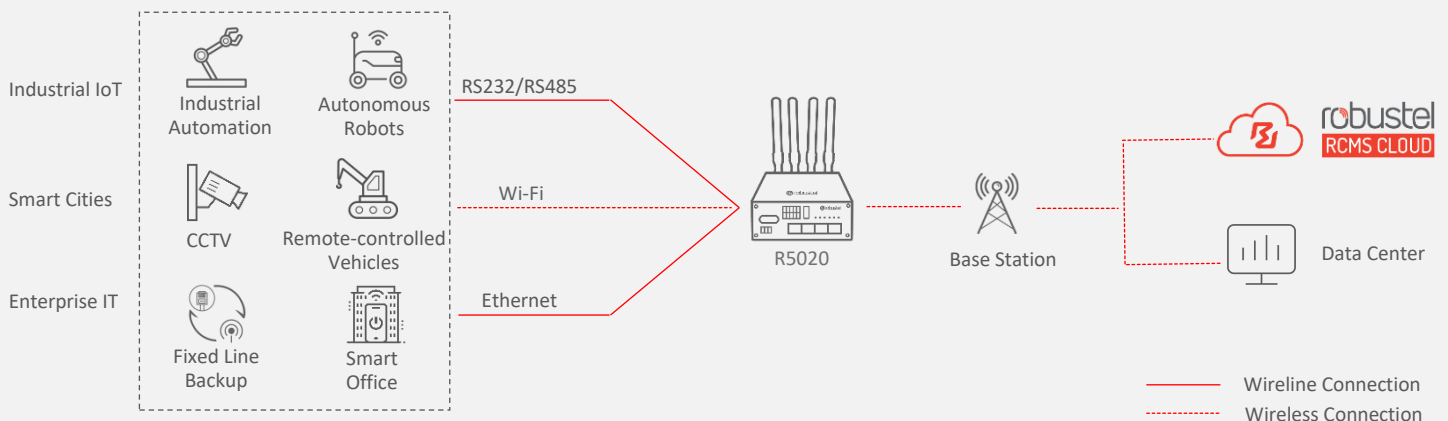 Industrial IoT
Industrial
Automation
Autonomous
Robots
RS232/RS485
Smart Cities
CCTV
Remote-controlled
Vehicles
Wi-Fi
Enterprise IT
Fixed Line
Backup
Smart
Office
Ethernet
robustel
R5020
Base Station
robustel
RCMS CLOUD
Data Center
Wireline Connection
Wireless Connection